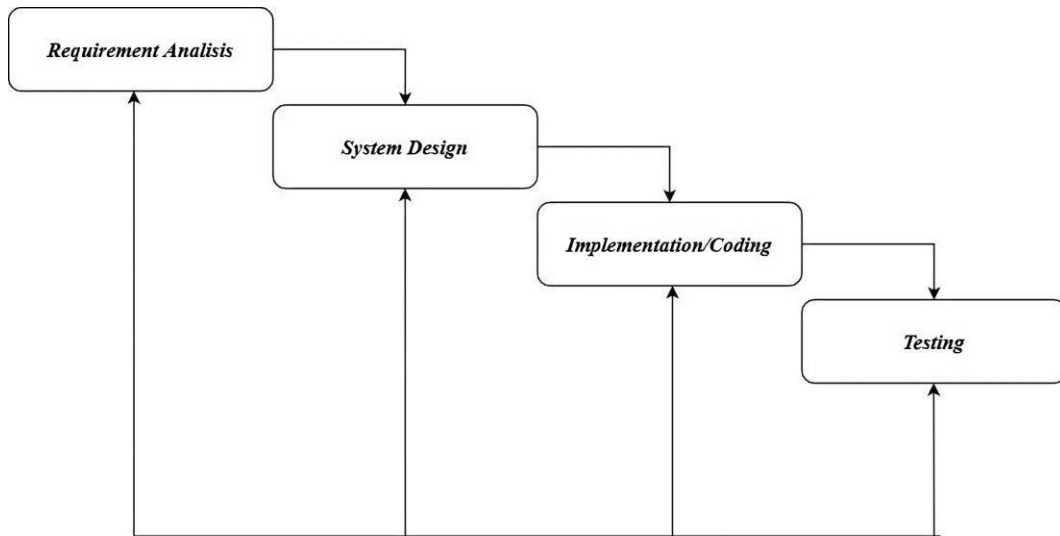 Requirement Analisis
System Design
Implementation/Coding
Testing